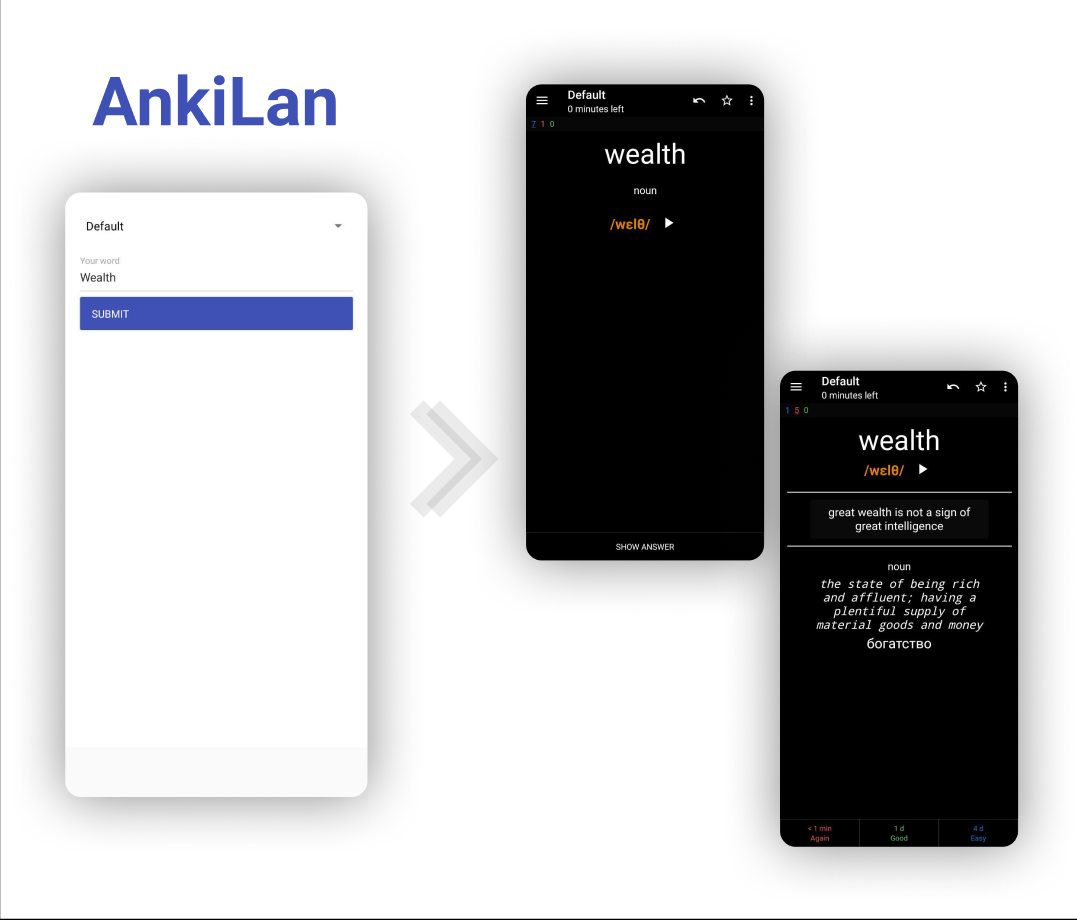 AnkiLan
Default
Your word
Wealth
SUBMIT
Default
0 minutes left
7 1 0
wealth
noun
/wɛlθ/
SHOW ANSWER
Default
0 minutes left
1 5 0
wealth
/wɛlθ/
great wealth is not a sign of
great intelligence
noun
the state of being rich
and affluent; having a
plentiful supply of
material goods and money
богатство
< 1 min 1 d 4 d
Again Good Easy